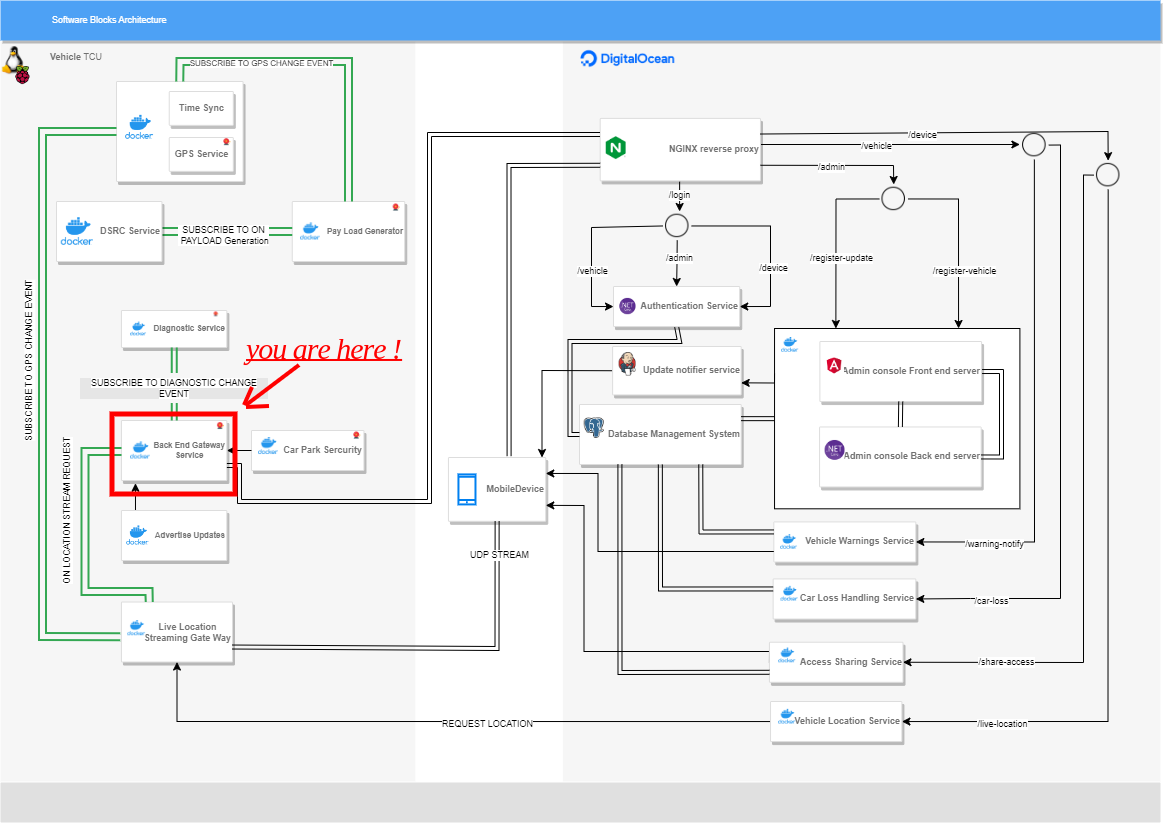 Software Blocks Architecture
Vehicle TCU
DigitalOcean
SUBSCRIBE TO GPS CHANGE EVENT
Time Sync
docker
GPS Service
NGINX reverse proxy
/device
/vehicle
/admin
/login
docker
DSRC Service
SUBSCRIBE TO ON
PAYLOAD Generation
docker
Pay Load Generator
/vehicle
/admin
/device
/register-update
/register-vehicle
SUBSCRIBE TO GPS CHANGE EVENT
docker
Diagnostic Service
.NET
Authentication Service
you are here !
docker
Update notifier service
Admin console Front end server
SUBSCRIBE TO DIAGNOSTIC CHANGE
EVENT
docker
Back End Gateway
Service
docker
Car Park Sercurity
Database Management System
.NET
Admin console Back end server
ON LOCATION STREAM REQUEST
MobileDevice
docker
Advertise Updates
UDP STREAM
docker
Vehicle Warnings Service
/warning-notify
docker
Car Loss Handling Service
/car-loss
docker
Live Location
Streaming Gate Way
docker
Access Sharing Service
/share-access
REQUEST LOCATION
docker
Vehicle Location Service
/live-location